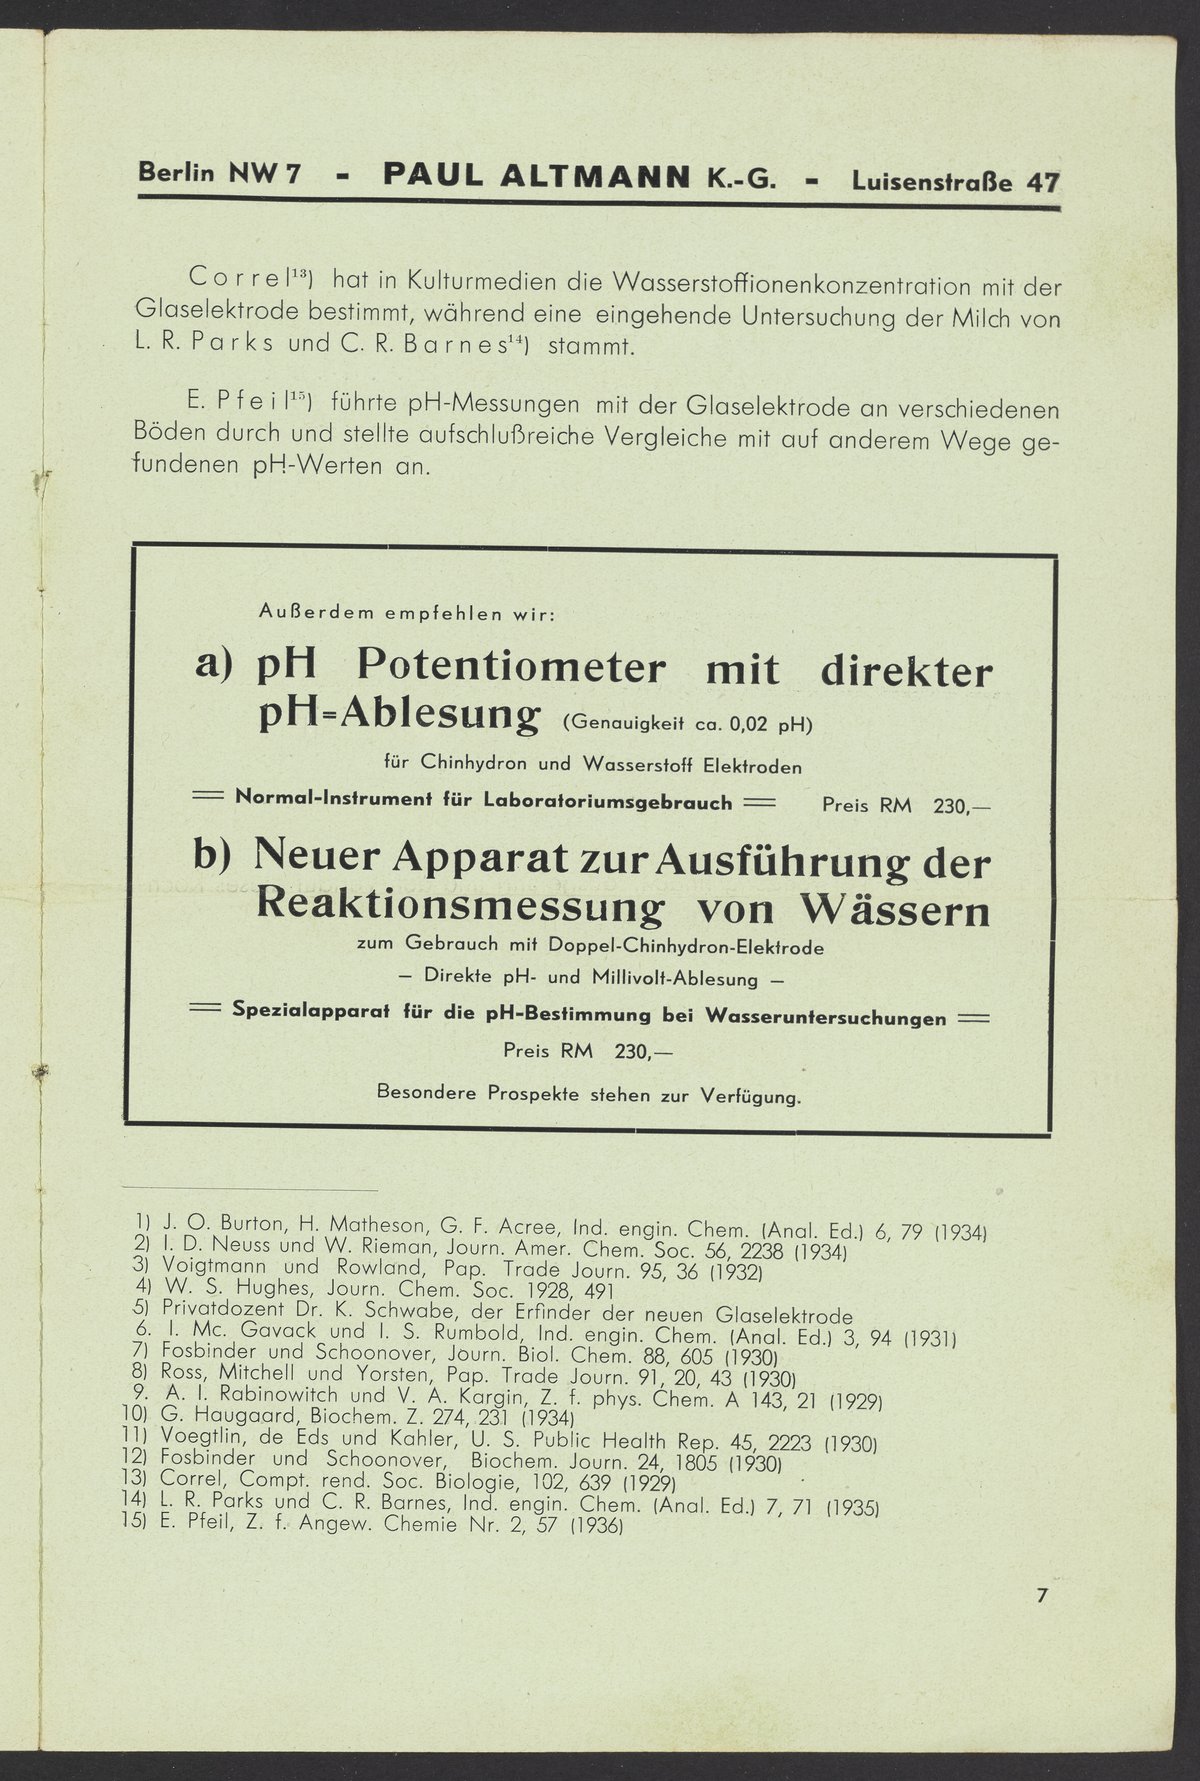 Berlin NW 7 - PAUL ALTMANN K.-G. - Luisenstraße 47
Correl¹³) hat in Kulturmedien die Wasserstoffionenkonzentration mit der
Glaselektrode bestimmt, während eine eingehende Untersuchung der Milch von
L. R. Parks und C. R. Barnes¹⁴) stammt.
E. Pfeil¹⁵) führte pH-Messungen mit der Glaselektrode an verschiedenen
Böden durch und stellte aufschlußreiche Vergleiche mit auf anderem Wege ge-
fundenen pH-Werten an.
Außerdem empfehlen wir:
a) pH Potentiometer mit direkter
pH=Ablesung (Genauigkeit ca. 0,02 pH)
für Chinhydron und Wasserstoff Elektroden
== Normal-Instrument für Laboratoriumsgebrauch == Preis RM 230,—
b) Neuer Apparat zur Ausführung der
Reaktionsmessung von Wässern
zum Gebrauch mit Doppel-Chinhydron-Elektrode
— Direkte pH- und Millivolt-Ablesung —
== Spezialapparat für die pH-Bestimmung bei Wasseruntersuchungen ==
Preis RM 230,—
Besondere Prospekte stehen zur Verfügung.
1) J. O. Burton, H. Matheson, G. F. Acree, Ind. engin. Chem. (Anal. Ed.) 6, 79 (1934)
2) I. D. Neuss und W. Rieman, Journ. Amer. Chem. Soc. 56, 2238 (1934)
3) Voigtmann und Rowland, Pap. Trade Journ. 95, 36 (1932)
4) W. S. Hughes, Journ. Chem. Soc. 1928, 491
5) Privatdozent Dr. K. Schwabe, der Erfinder der neuen Glaselektrode
6. I. Mc. Gavack und I. S. Rumbold, Ind. engin. Chem. (Anal. Ed.) 3, 94 (1931)
7) Fosbinder und Schoonover, Journ. Biol. Chem. 88, 605 (1930)
8) Ross, Mitchell und Yorsten, Pap. Trade Journ. 91, 20, 43 (1930)
9. A. I. Rabinowitch und V. A. Kargin, Z. f. phys. Chem. A 143, 21 (1929)
10) G. Haugaard, Biochem. Z. 274, 231 (1934)
11) Voegtlin, de Eds und Kahler, U. S. Public Health Rep. 45, 2223 (1930)
12) Fosbinder und Schoonover, Biochem. Journ. 24, 1805 (1930)
13) Correl, Compt. rend. Soc. Biologie, 102, 639 (1929)
14) L. R. Parks und C. R. Barnes, Ind. engin. Chem. (Anal. Ed.) 7, 71 (1935)
15) E. Pfeil, Z. f. Angew. Chemie Nr. 2, 57 (1936)
7